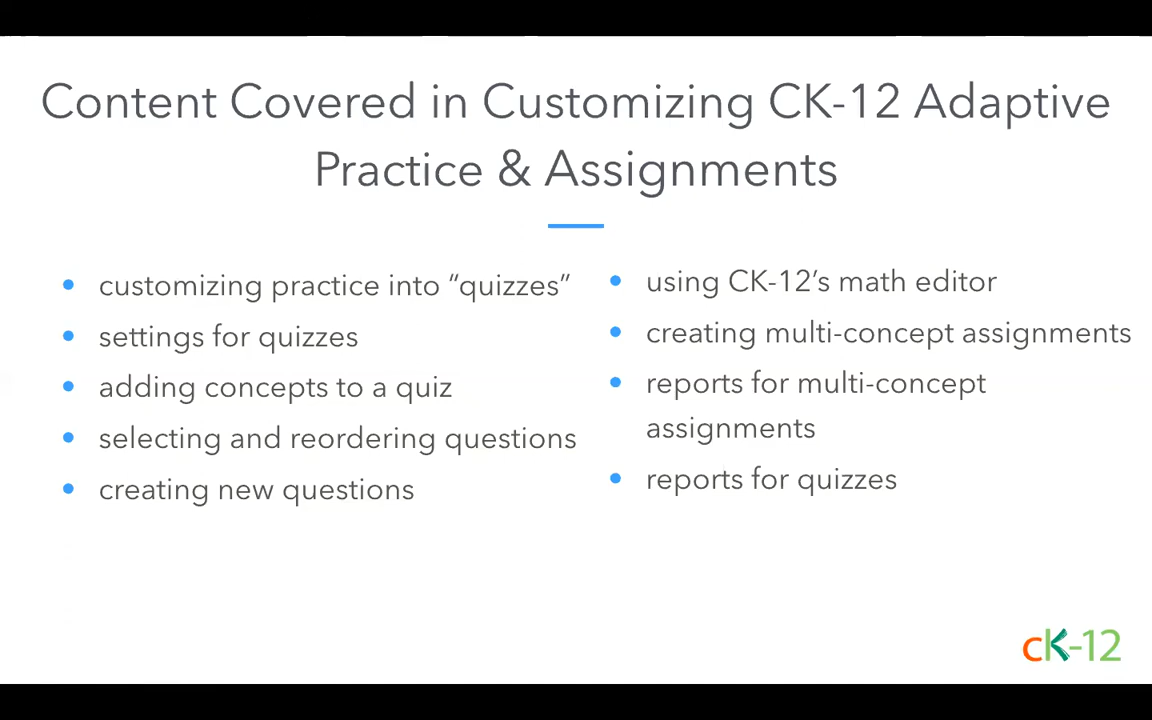 Content Covered in Customizing CK-12 Adaptive
Practice & Assignments
customizing practice into “quizzes”
settings for quizzes
adding concepts to a quiz
selecting and reordering questions
creating new questions
using CK-12’s math editor
creating multi-concept assignments
reports for multi-concept
assignments
reports for quizzes
cK-12